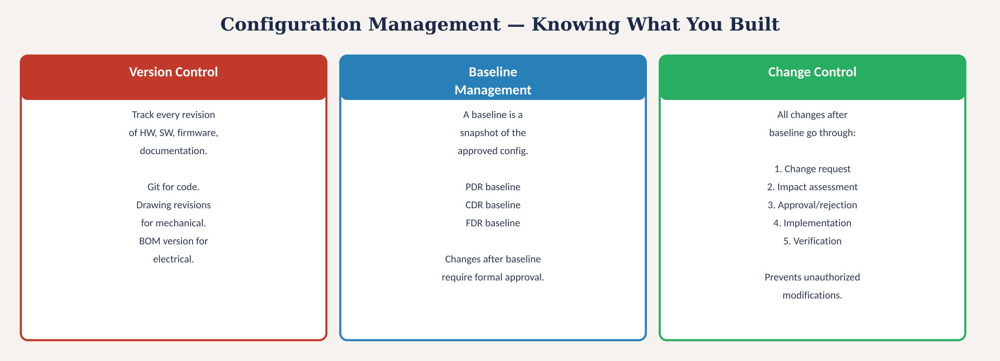 Configuration Management — Knowing What You Built
Version Control
Track every revision
of HW, SW, firmware,
documentation.
Git for code.
Drawing revisions
for mechanical.
BOM version for
electrical.
Baseline
Management
A baseline is a
snapshot of the
approved config.
PDR baseline
CDR baseline
FDR baseline
Changes after baseline
require formal approval.
Change Control
All changes after
baseline go through:
1. Change request
2. Impact assessment
3. Approval/rejection
4. Implementation
5. Verification
Prevents unauthorized
modifications.